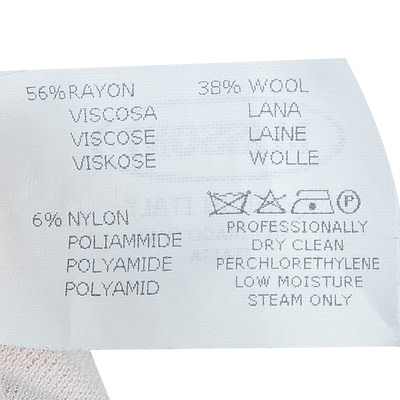 56% RAYON
VISCOSA
VISCOSE
VISKOSE
38% WOOL
LANA
LAINE
WOLLE
6% NYLON
POLIAMMIDE
POLYAMIDE
POLYAMID
P
PROFESSIONALLY
DRY CLEAN
PERCHLORETHYLENE
LOW MOISTURE
STEAM ONLY